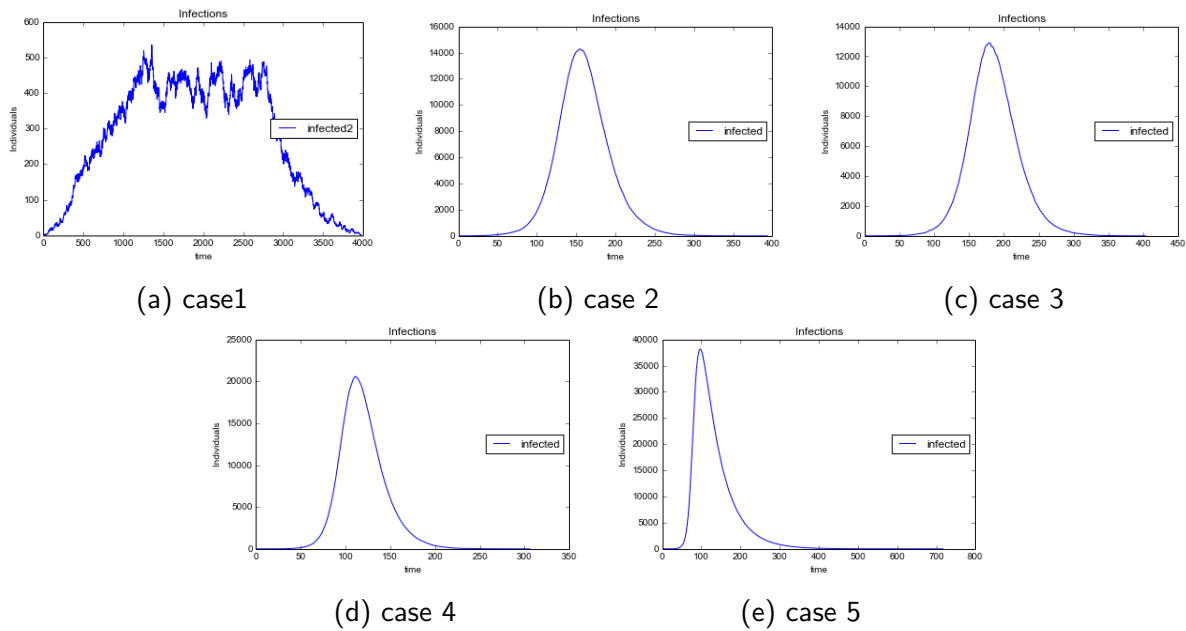 Infections
600
500
400
300
200
100
0
Individuals
infected2
0 500 1000 1500 2000 2500 3000 3500 4000
time
(a) case1
Infections
16000
14000
12000
10000
8000
6000
4000
2000
0
Individuals
infected
0 50 100 150 200 250 300 350 400
time
(b) case 2
Infections
14000
12000
10000
8000
6000
4000
2000
0
Individuals
infected
0 50 100 150 200 250 300 350 400 450
time
(c) case 3
Infections
25000
20000
15000
10000
5000
0
Individuals
infected
0 50 100 150 200 250 300 350
time
(d) case 4
Infections
40000
35000
30000
25000
20000
15000
10000
5000
0
Individuals
infected
0 100 200 300 400 500 600 700 800
time
(e) case 5